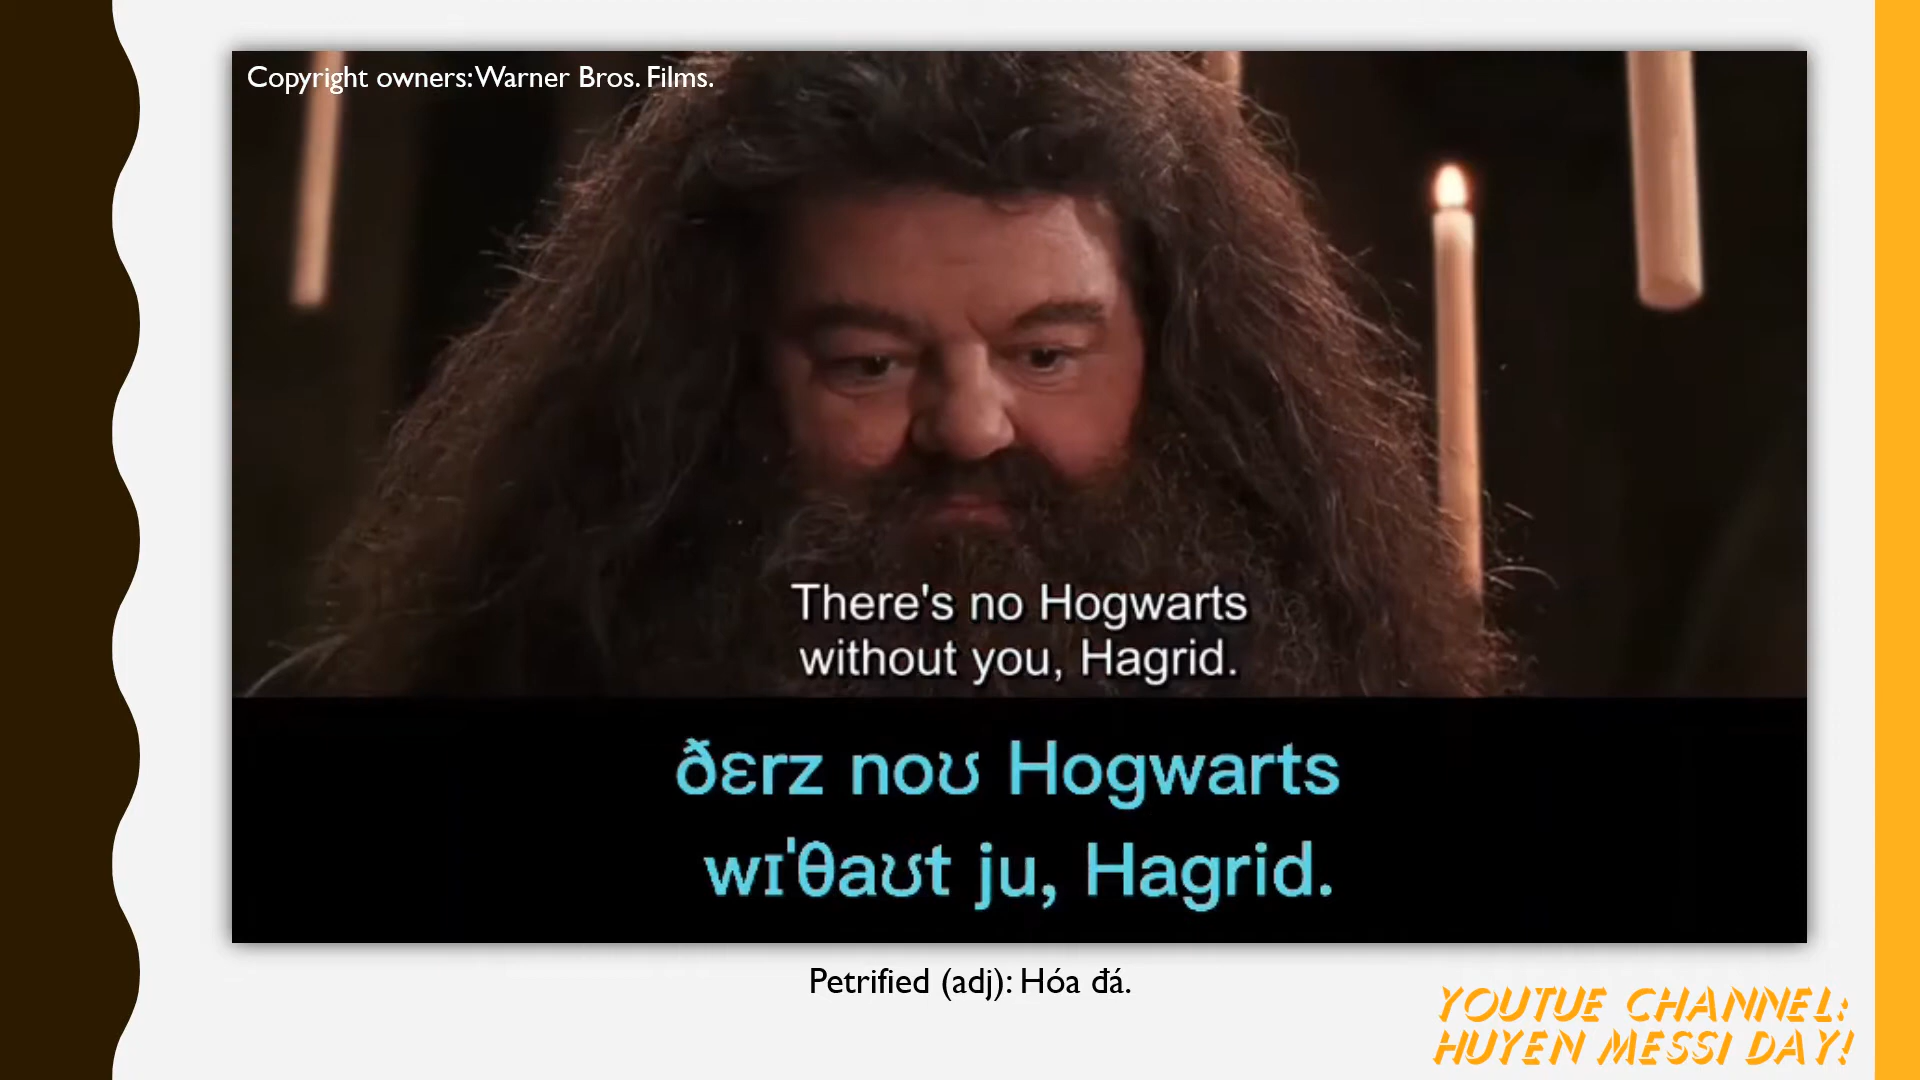 Copyright owners: Warner Bros. Films.
There's no Hogwarts
without you, Hagrid.
ðɛrz noʊ Hogwarts
wɪˈθaʊt ju, Hagrid.
Petrified (adj): Hóa đá.
YOUTUE CHANNEL:
HUYEN MESSI DAY!